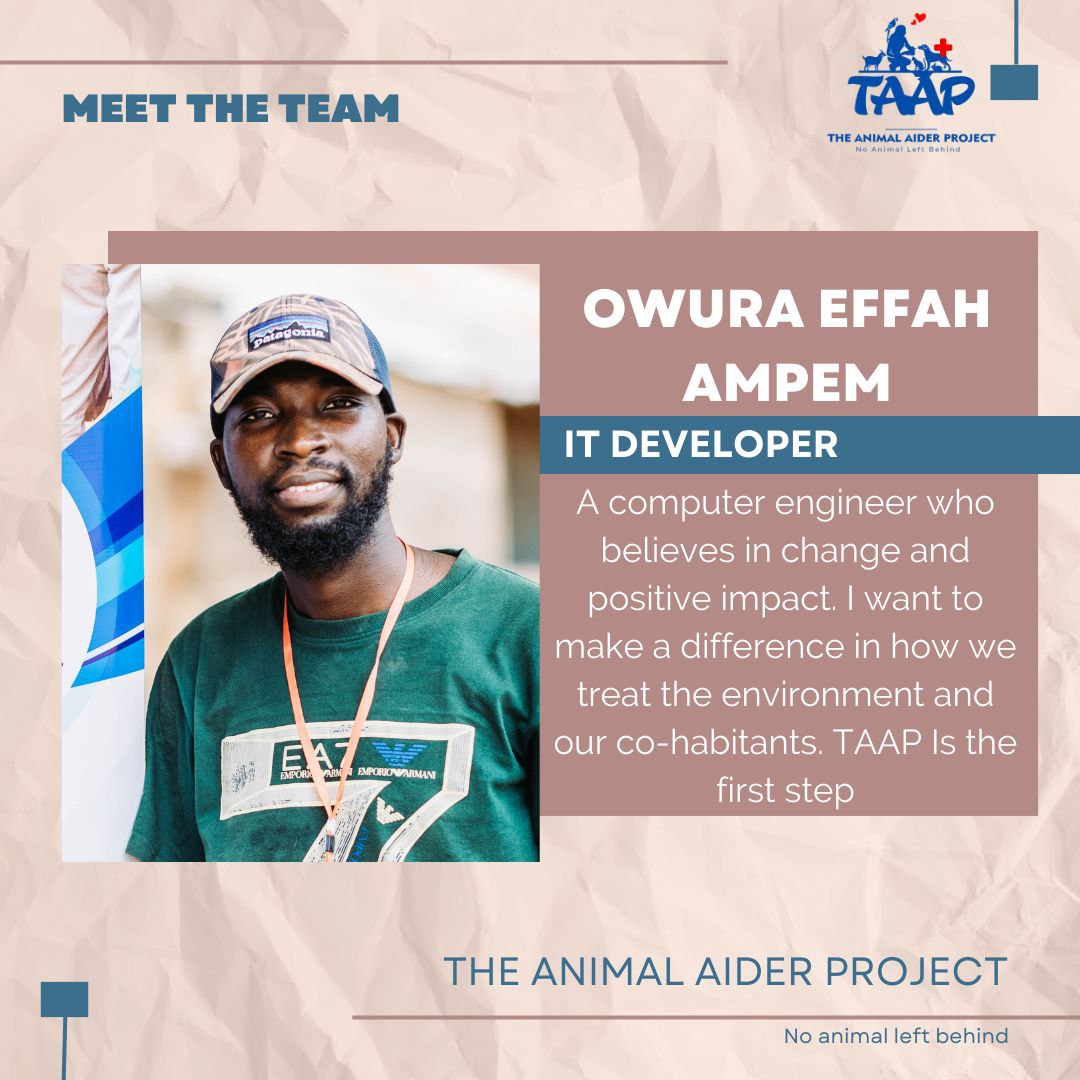 MEET THE TEAM
TAAP
THE ANIMAL AIDER PROJECT
No Animal Left Behind
OWURA EFFAH
AMPEM
IT DEVELOPER
A computer engineer who
believes in change and
positive impact. I want to
make a difference in how we
treat the environment and
our co-habitants. TAAP Is the
first step
patagonia
EA7
EMPORIO ARMANI EMPORIO ARMANI
7
THE ANIMAL AIDER PROJECT
No animal left behind